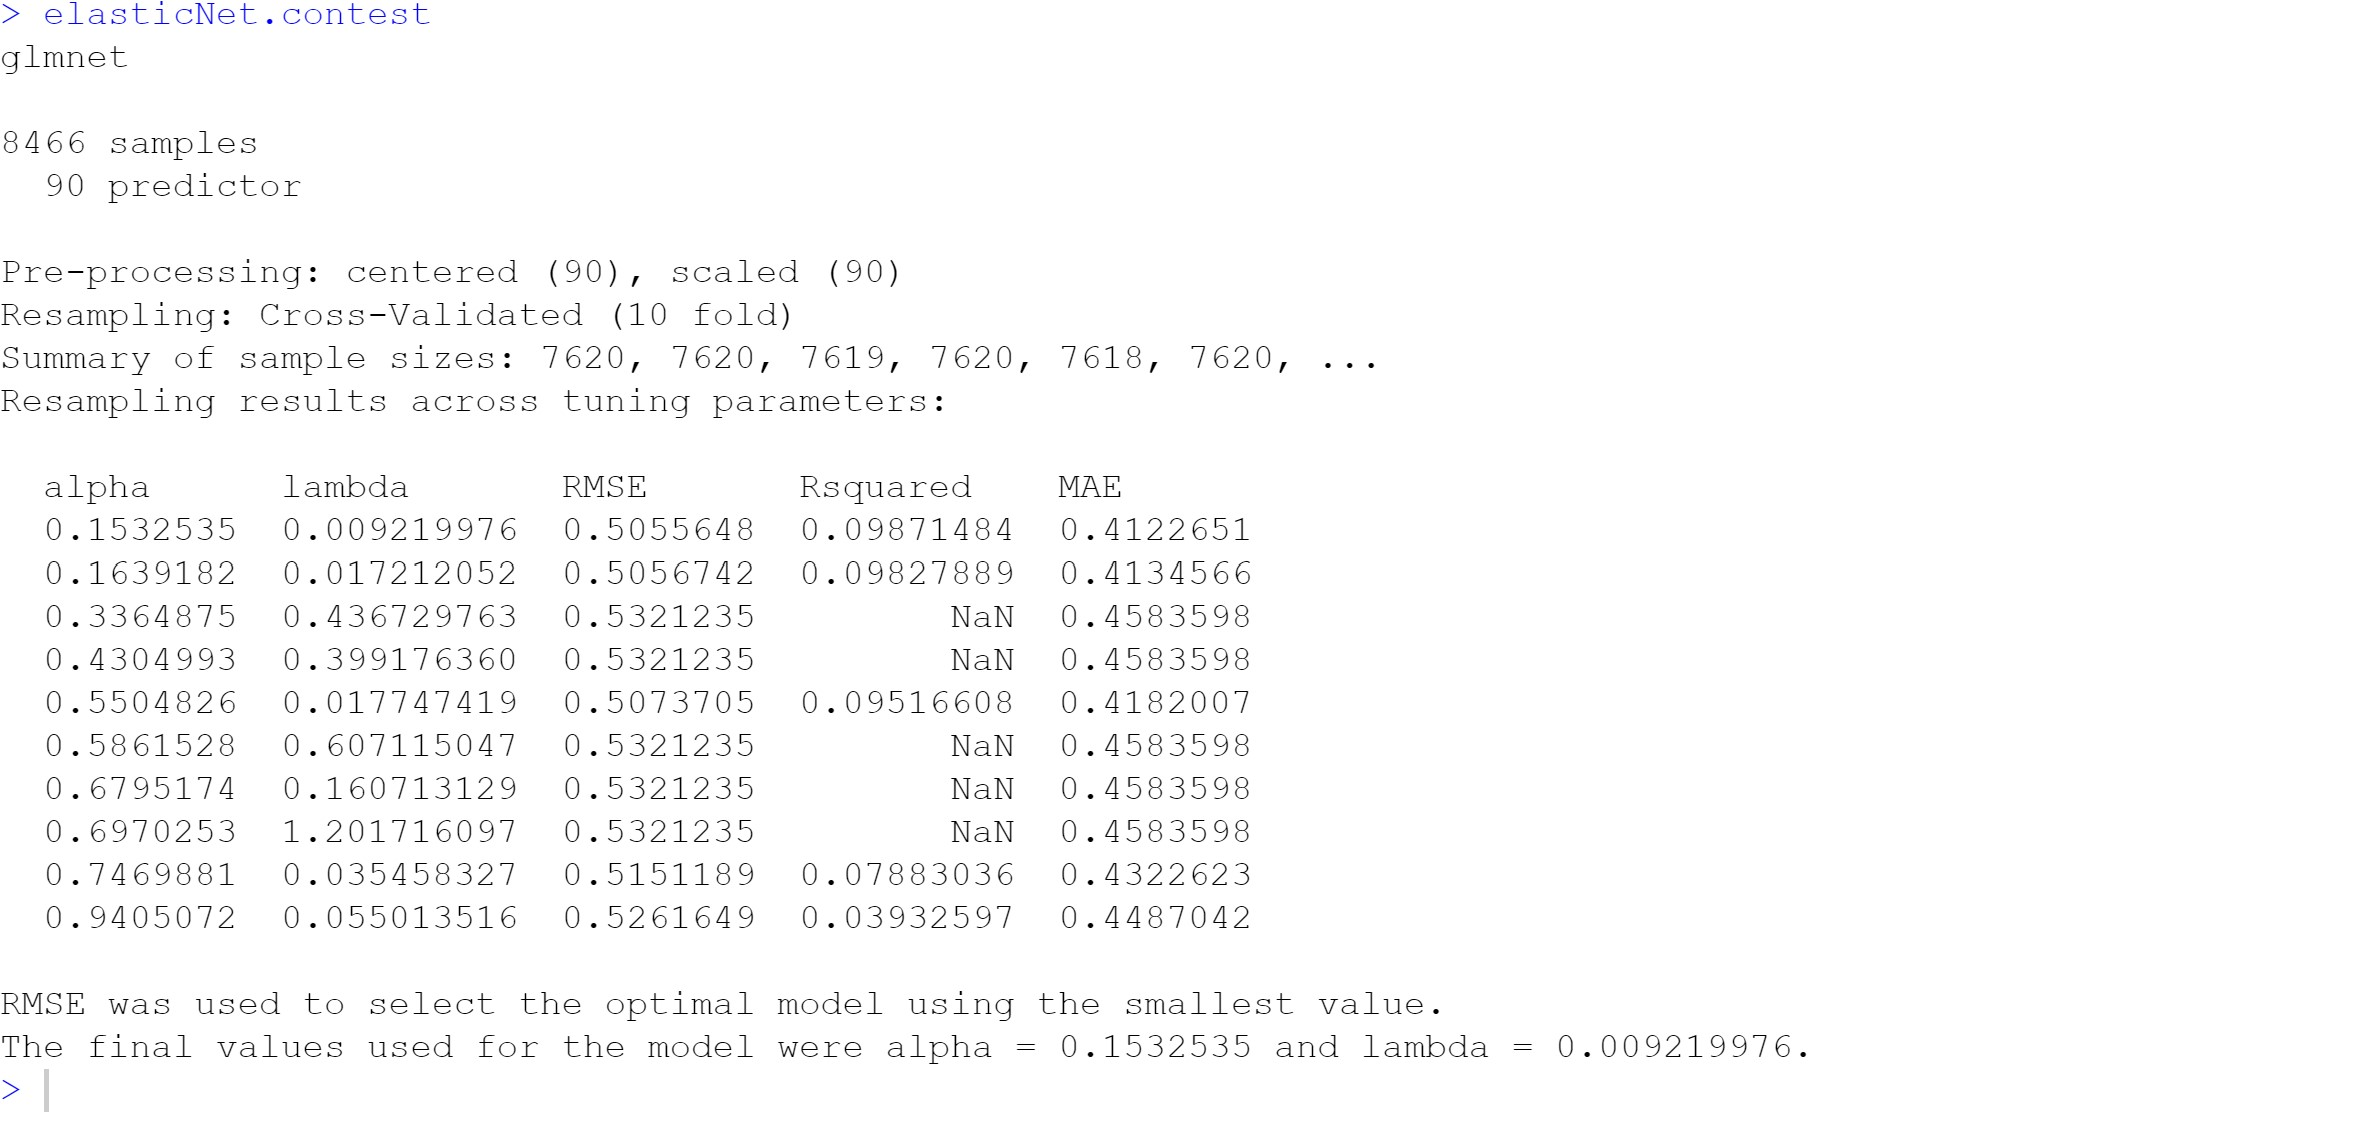 > elasticNet.contest
glmnet
8466 samples
90 predictor
Pre-processing: centered (90), scaled (90)
Resampling: Cross-Validated (10 fold)
Summary of sample sizes: 7620, 7620, 7619, 7620, 7618, 7620, ...
Resampling results across tuning parameters:
alpha lambda RMSE Rsquared MAE
0.1532535 0.009219976 0.5055648 0.09871484 0.4122651
0.1639182 0.017212052 0.5056742 0.09827889 0.4134566
0.3364875 0.436729763 0.5321235 NaN 0.4583598
0.4304993 0.399176360 0.5321235 NaN 0.4583598
0.5504826 0.017747419 0.5073705 0.09516608 0.4182007
0.5861528 0.607115047 0.5321235 NaN 0.4583598
0.6795174 0.160713129 0.5321235 NaN 0.4583598
0.6970253 1.201716097 0.5321235 NaN 0.4583598
0.7469881 0.035458327 0.5151189 0.07883036 0.4322623
0.9405072 0.055013516 0.5261649 0.03932597 0.4487042
RMSE was used to select the optimal model using the smallest value.
The final values used for the model were alpha = 0.1532535 and lambda = 0.009219976.
>